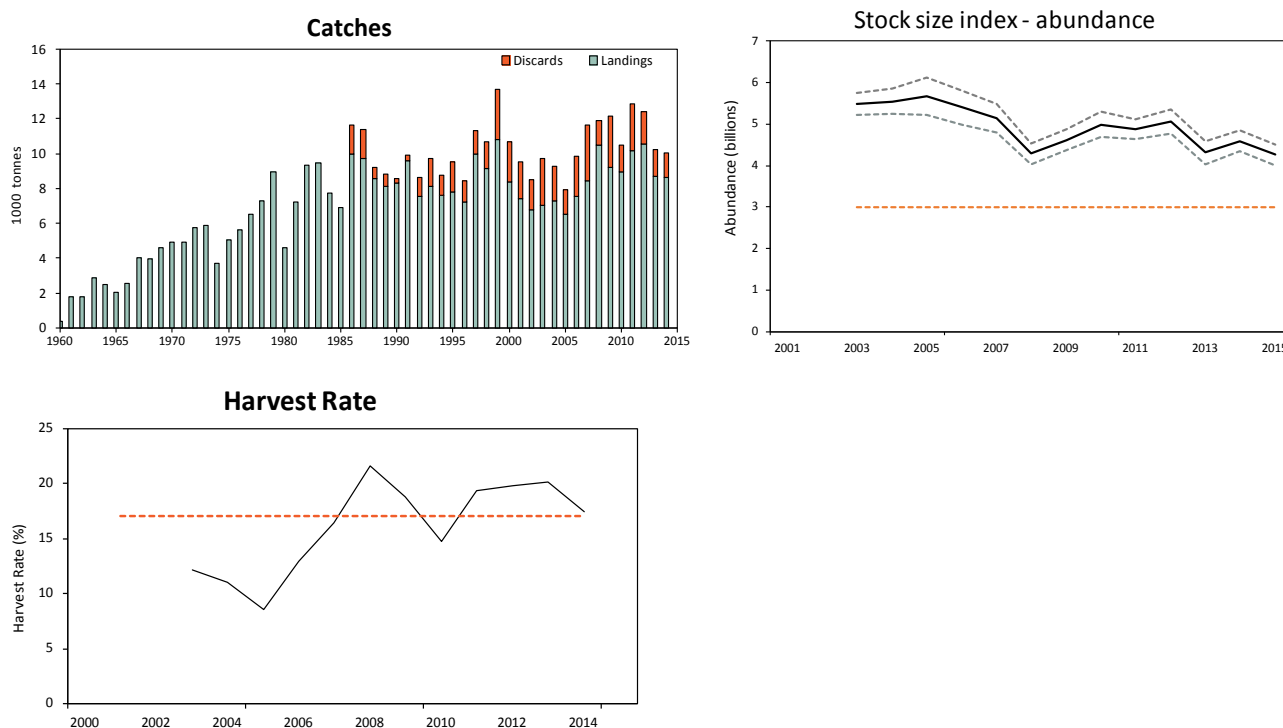 Catches
Discards Landings
1000 tonnes
16
14
12
10
8
6
4
2
0
1960 1965 1970 1975 1980 1985 1990 1995 2000 2005 2010 2015
Stock size index - abundance
Abundance (billions)
7
6
5
4
3
2
1
0
2001 2003 2005 2007 2009 2011 2013 2015
Harvest Rate
Harvest Rate (%)
25
20
15
10
5
0
2000 2002 2004 2006 2008 2010 2012 2014